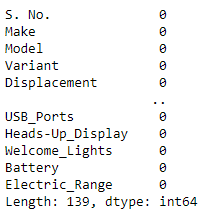 S. No. 0
Make 0
Model 0
Variant 0
Displacement 0
..
USB_Ports 0
Heads-Up_Display 0
Welcome_Lights 0
Battery 0
Electric_Range 0
Length: 139, dtype: int64